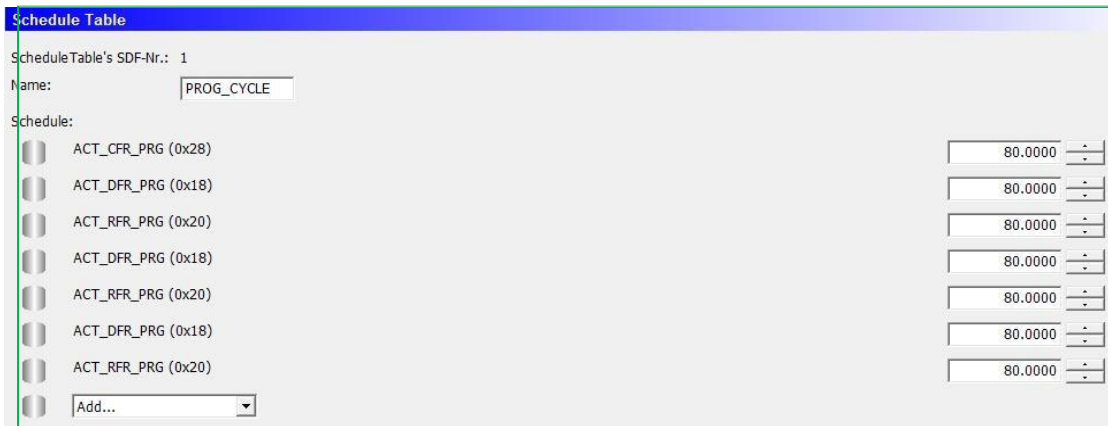 Schedule Table
ScheduleTable's SDF-Nr.: 1
Name: PROG_CYCLE
Schedule:
ACT_CFR_PRG (0x28) 80.0000
ACT_DFR_PRG (0x18) 80.0000
ACT_RFR_PRG (0x20) 80.0000
ACT_DFR_PRG (0x18) 80.0000
ACT_RFR_PRG (0x20) 80.0000
ACT_DFR_PRG (0x18) 80.0000
ACT_RFR_PRG (0x20) 80.0000
Add...